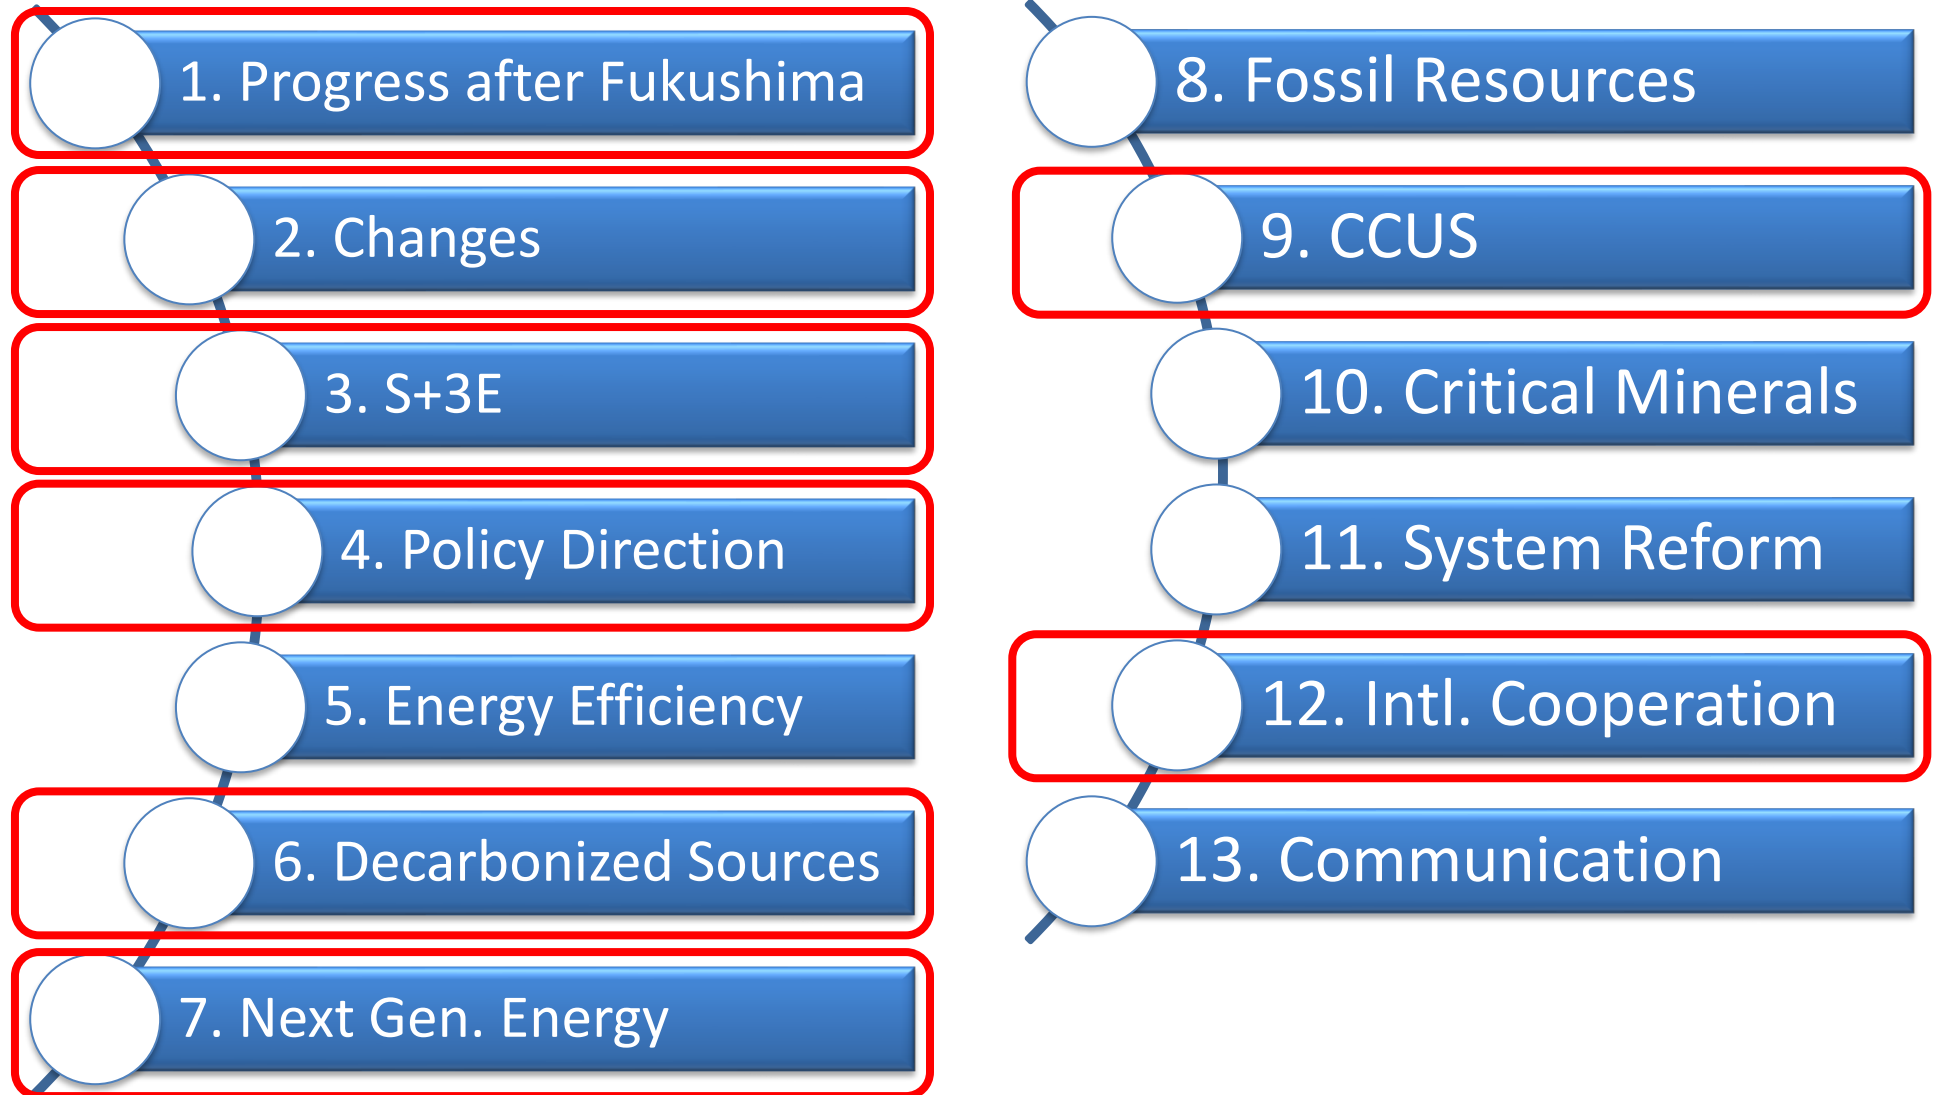 1. Progress after Fukushima
2. Changes
3. S+3E
4. Policy Direction
5. Energy Efficiency
6. Decarbonized Sources
7. Next Gen. Energy
8. Fossil Resources
9. CCUS
10. Critical Minerals
11. System Reform
12. Intl. Cooperation
13. Communication